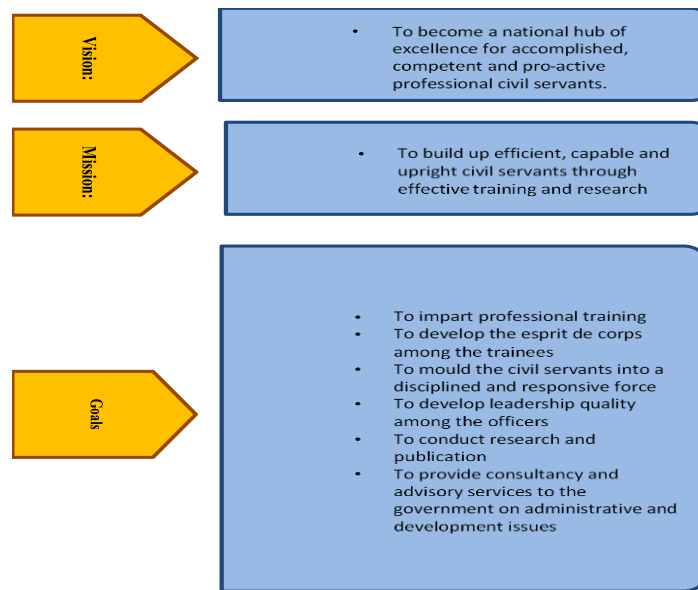 Vision:
• To become a national hub of
excellence for accomplished,
competent and pro-active
professional civil servants.
Mission:
• To build up efficient, capable and
upright civil servants through
effective training and research
Goals
• To impart professional training
• To develop the esprit de corps
among the trainees
• To mould the civil servants into a
disciplined and responsive force
• To develop leadership quality
among the officers
• To conduct research and
publication
• To provide consultancy and
advisory services to the
government on administrative and
development issues